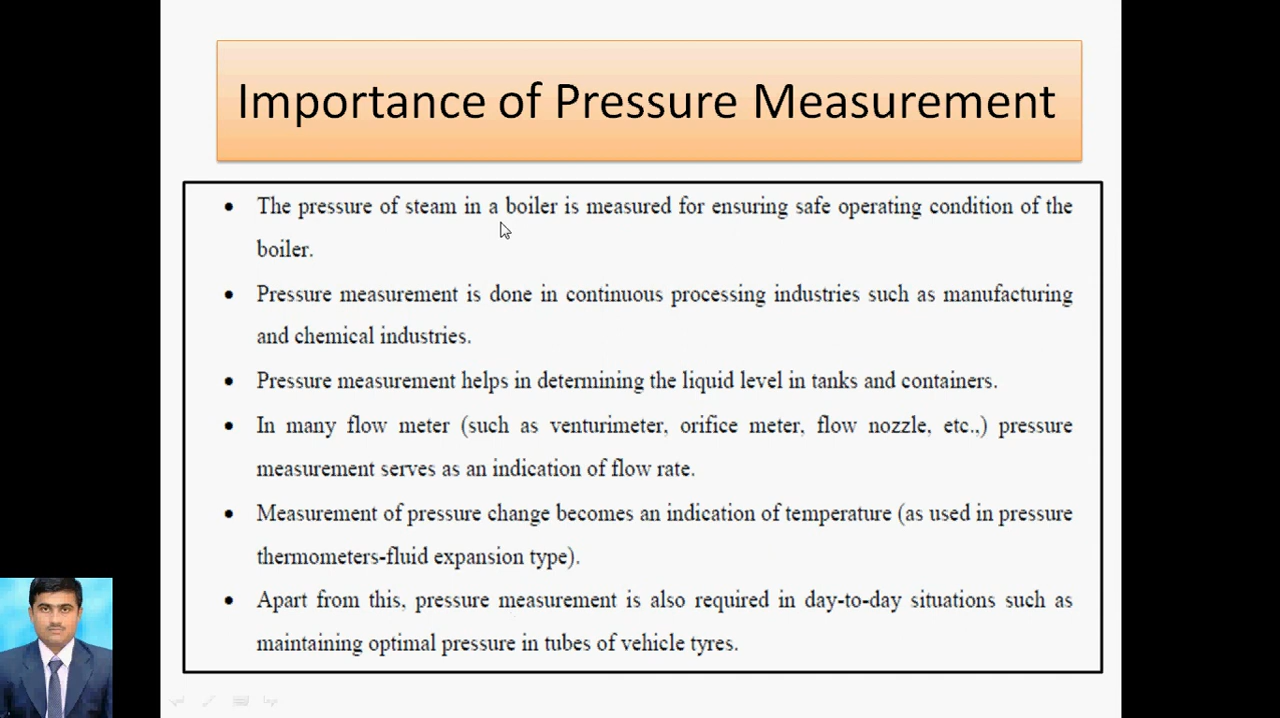 Importance of Pressure Measurement
• The pressure of steam in a boiler is measured for ensuring safe operating condition of the
boiler.
• Pressure measurement is done in continuous processing industries such as manufacturing
and chemical industries.
• Pressure measurement helps in determining the liquid level in tanks and containers.
• In many flow meter (such as venturimeter, orifice meter, flow nozzle, etc.,) pressure
measurement serves as an indication of flow rate.
• Measurement of pressure change becomes an indication of temperature (as used in pressure
thermometers-fluid expansion type).
• Apart from this, pressure measurement is also required in day-to-day situations such as
maintaining optimal pressure in tubes of vehicle tyres.